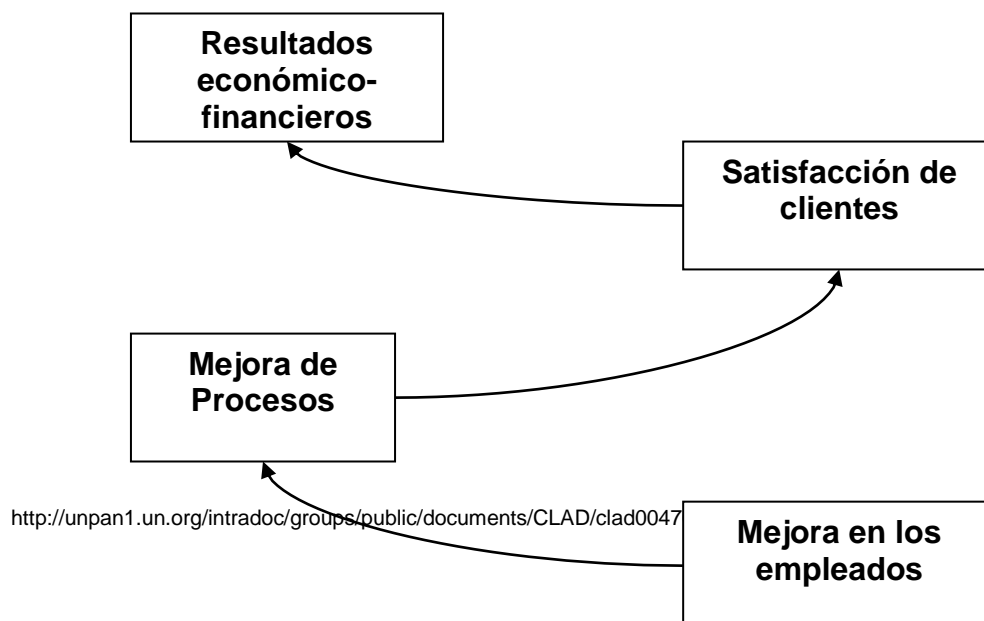 Resultados
económico-
financieros
Satisfacción de
clientes
Mejora de
Procesos
http://unpan1.un.org/intradoc/groups/public/documents/CLAD/clad0047
Mejora en los
empleados